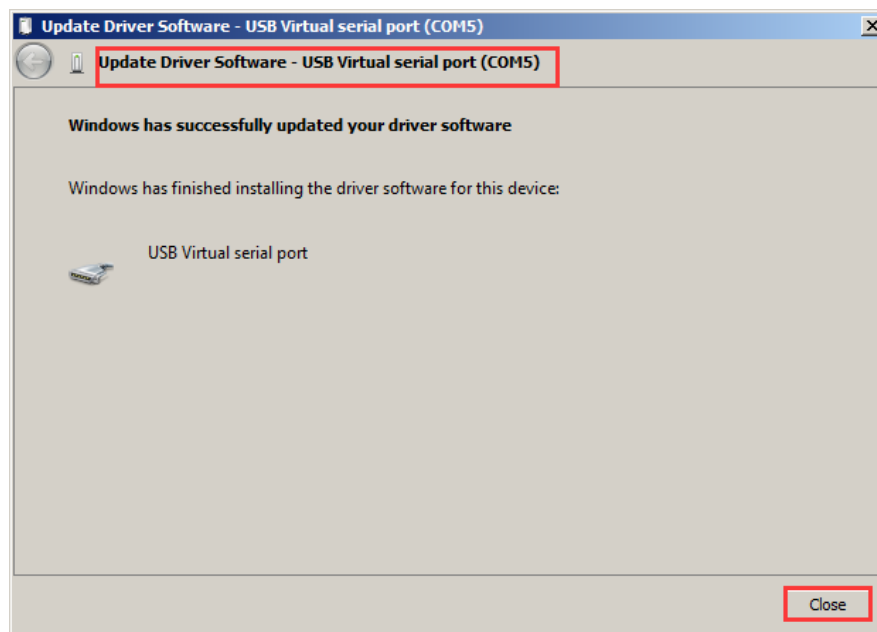 Update Driver Software - USB Virtual serial port (COM5)
Update Driver Software - USB Virtual serial port (COM5)
Windows has successfully updated your driver software
Windows has finished installing the driver software for this device:
USB Virtual serial port
Close